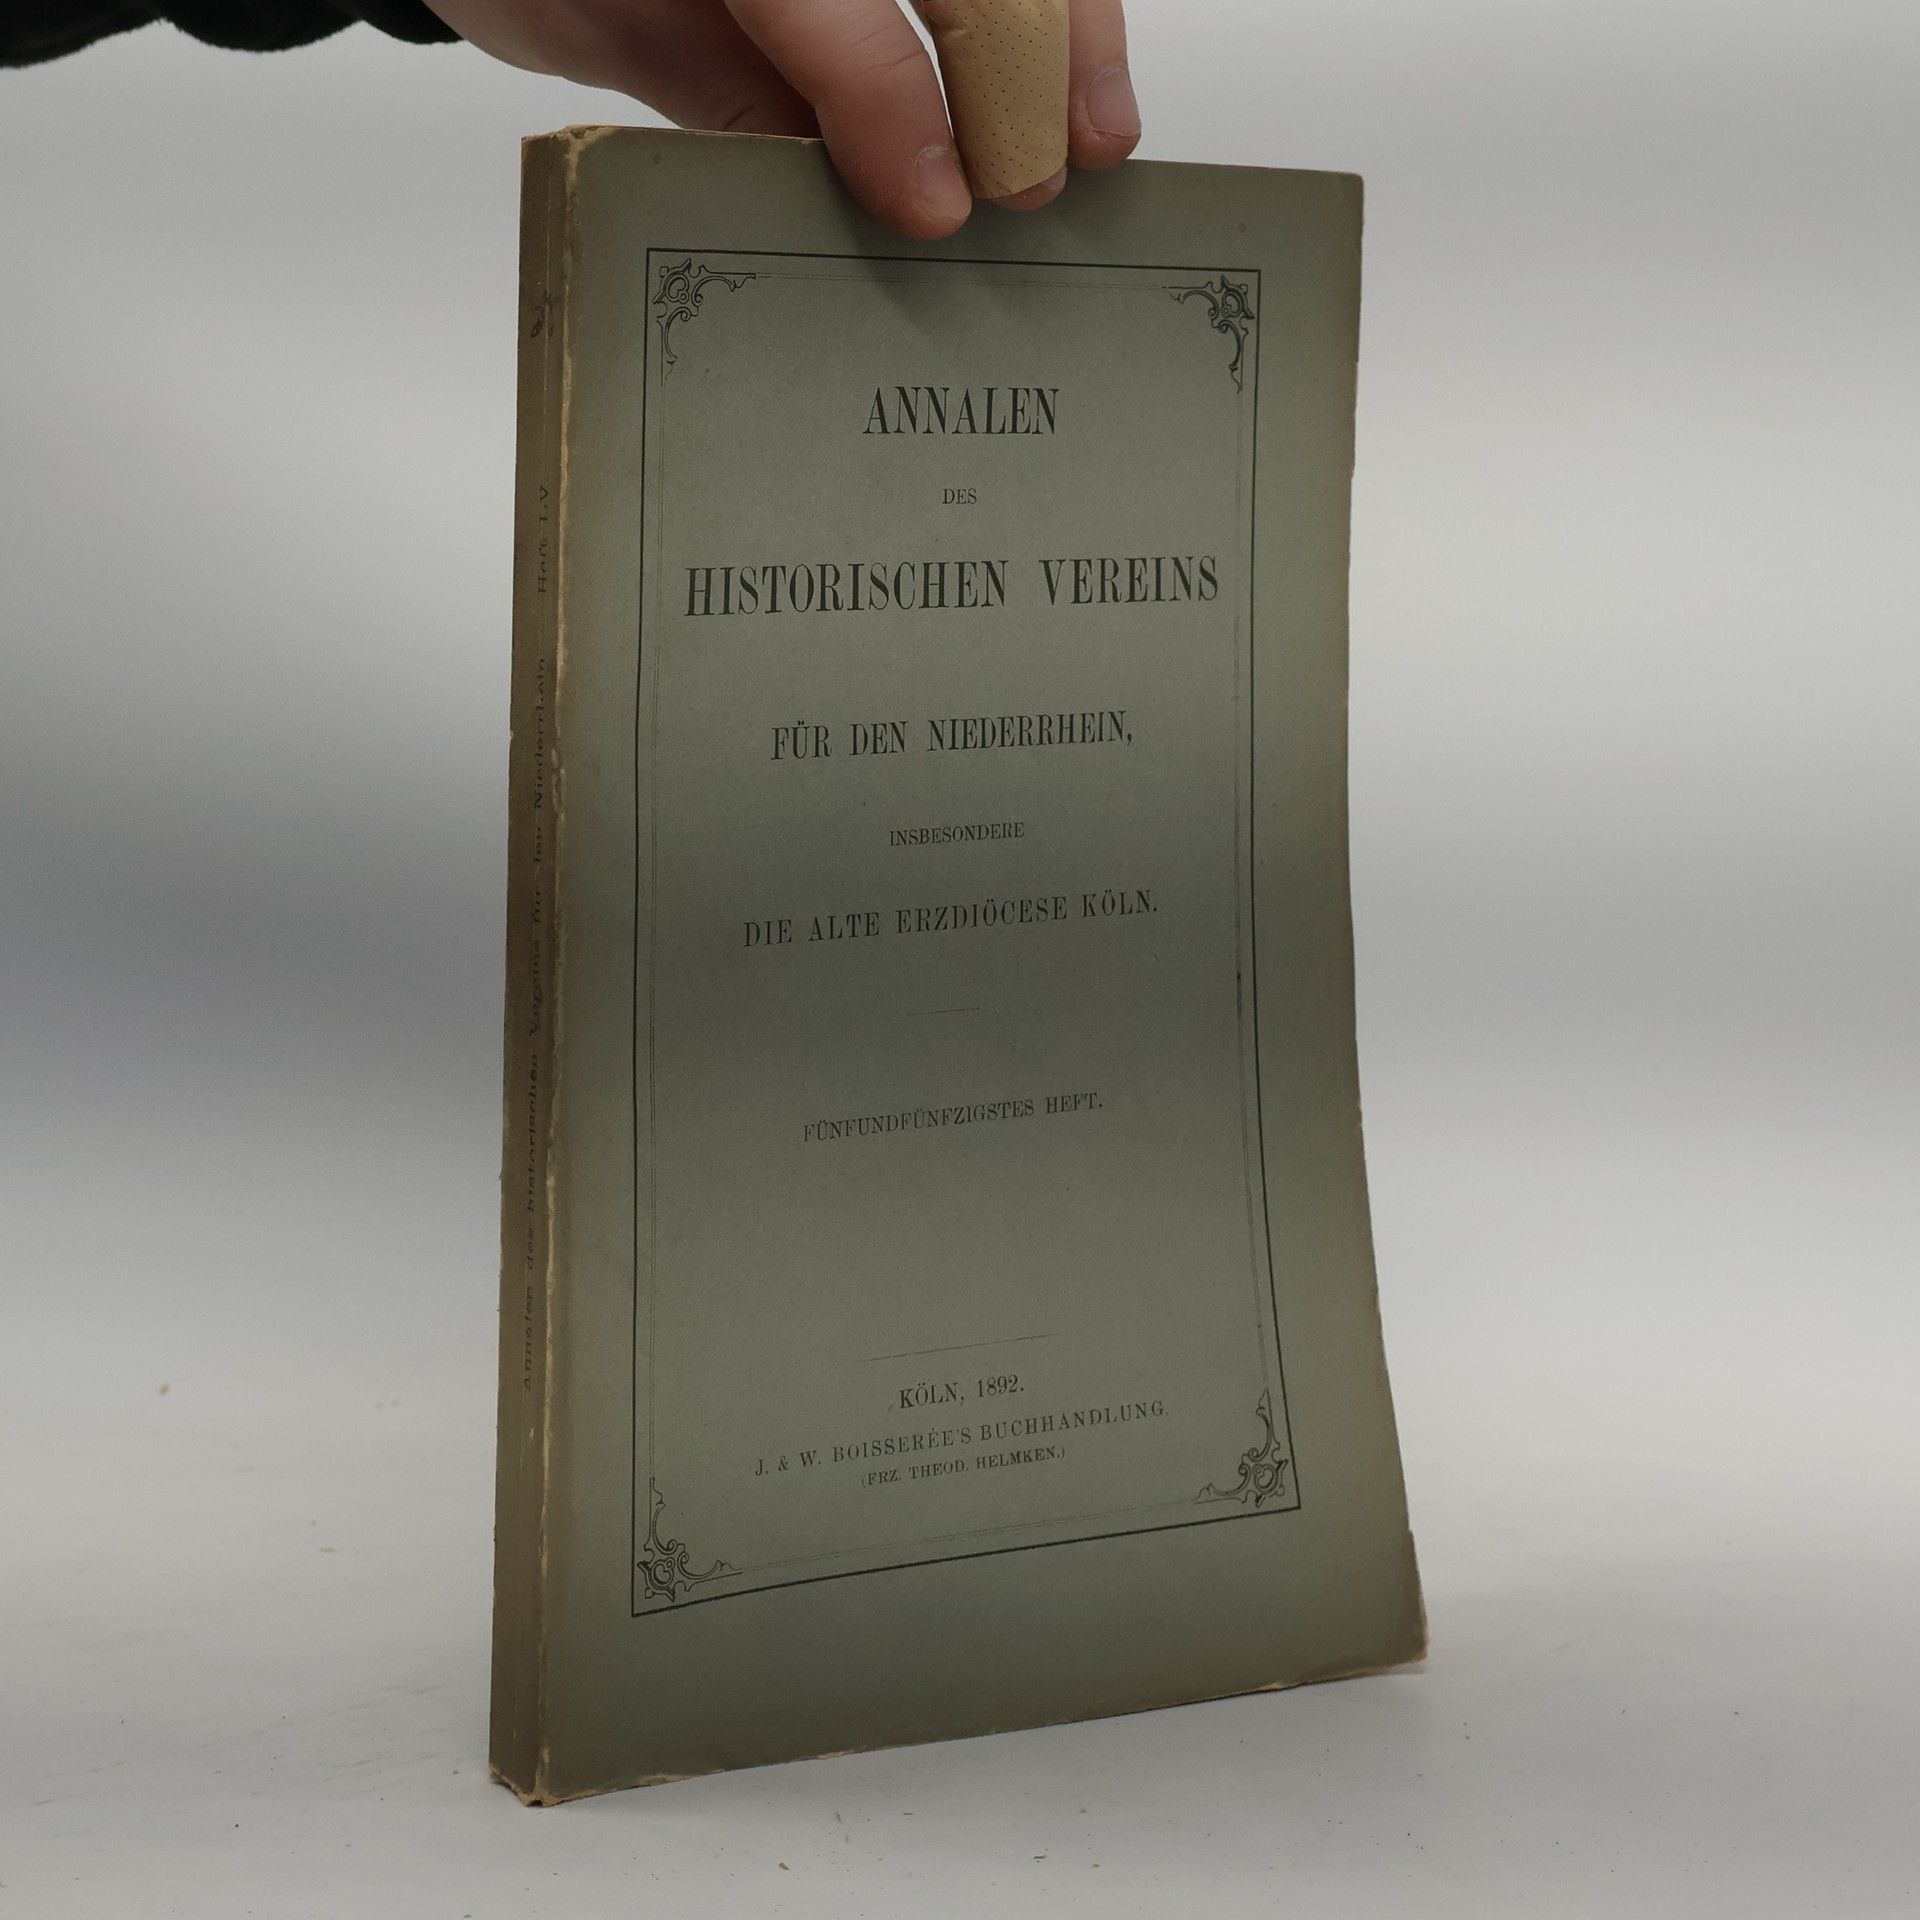 ANNALEN
DES
HISTORISCHEN VEREINS
FÜR DEN NIEDERRHEIN,
INSBESONDERE
DIE ALTE ERZDIÖCESE KÖLN.
FÜNFUNDFÜNFZIGSTES HEFT.
KÖLN, 1892.
J. & W. BOISSERÉE'S BUCHHANDLUNG.
(FRZ. THEOD. HELMKEN.)
Annalen des historischen Vereins für den Niederrhein Heft LV.